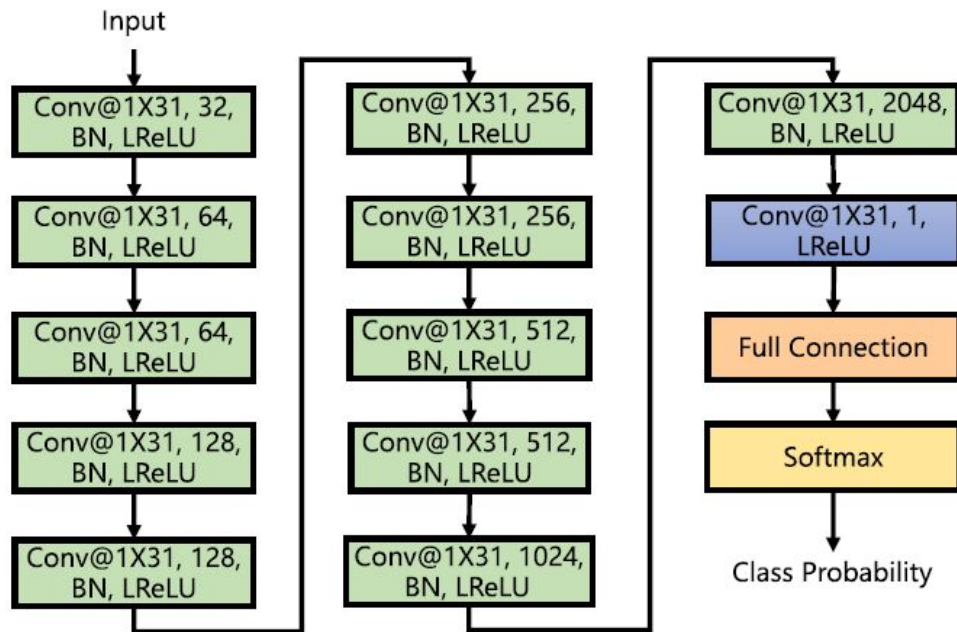 Input
Conv@1X31, 32,
BN, LReLU
Conv@1X31, 64,
BN, LReLU
Conv@1X31, 64,
BN, LReLU
Conv@1X31, 128,
BN, LReLU
Conv@1X31, 128,
BN, LReLU
Conv@1X31, 256,
BN, LReLU
Conv@1X31, 256,
BN, LReLU
Conv@1X31, 512,
BN, LReLU
Conv@1X31, 512,
BN, LReLU
Conv@1X31, 1024,
BN, LReLU
Conv@1X31, 2048,
BN, LReLU
Conv@1X31, 1,
LReLU
Full Connection
Softmax
Class Probability